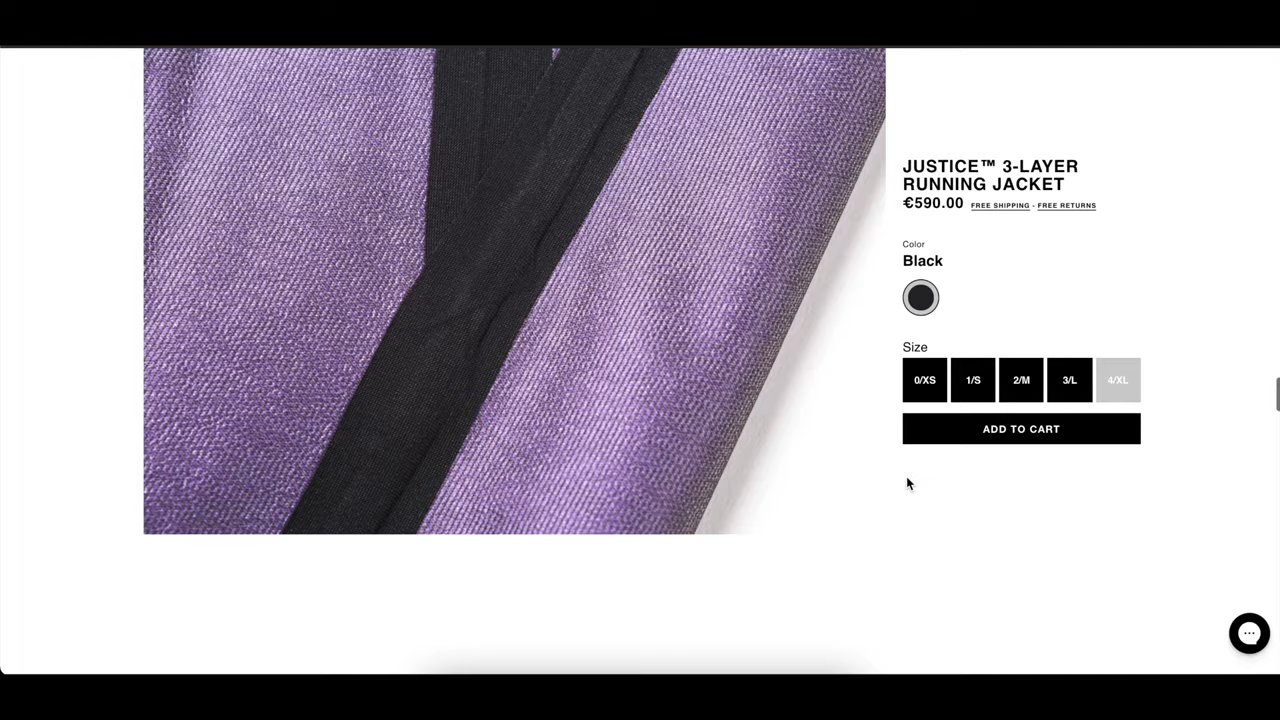 JUSTICE™ 3-LAYER
RUNNING JACKET
€590.00 FREE SHIPPING - FREE RETURNS
Color
Black
Size
0/XS 1/S 2/M 3/L 4/XL
ADD TO CART